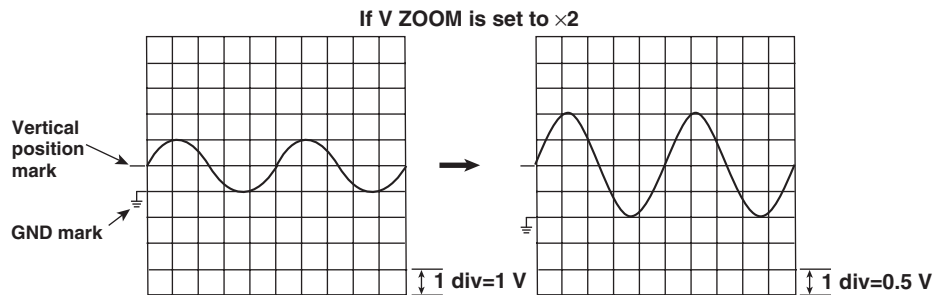 If V ZOOM is set to ×2
Vertical
position
mark
GND mark
1 div=1 V
1 div=0.5 V